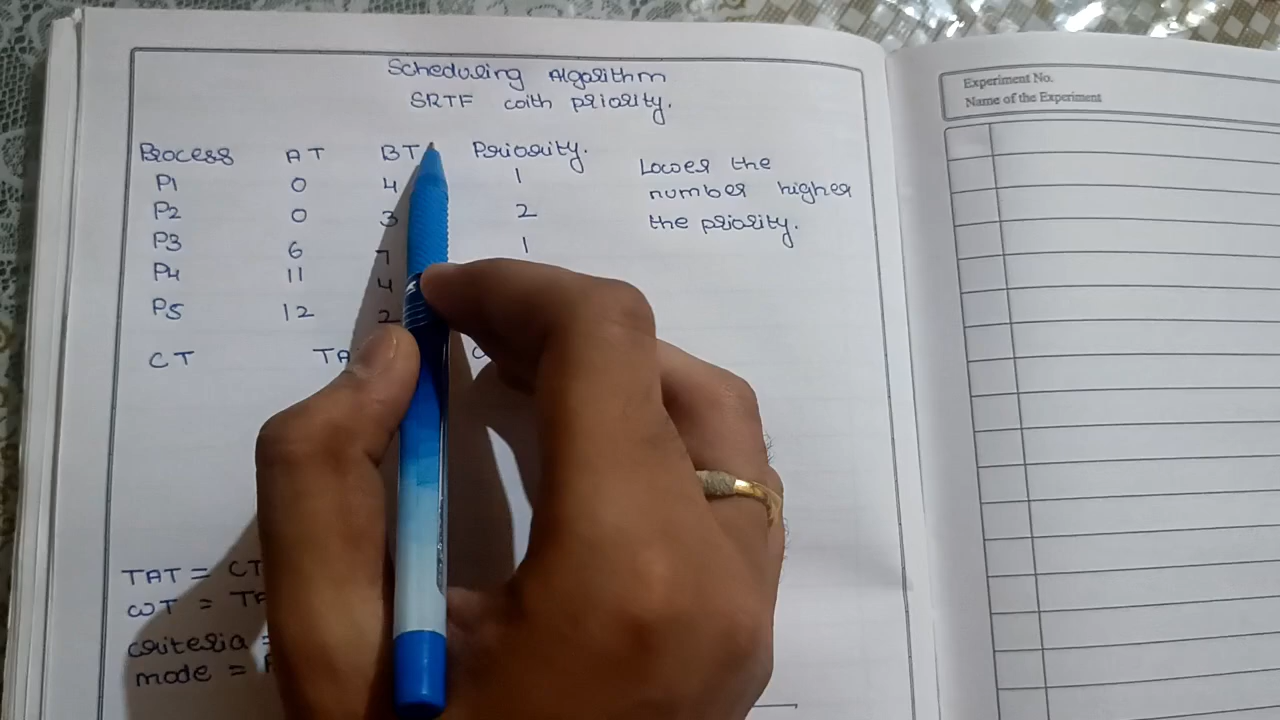 Scheduling Algorithm
SRTF with priority.
Process AT BT Priority.
P1 0 4 1
P2 0 3 2
P3 6 7 1
P4 11 4
P5 12 2
Lower the
number higher
the priority.
CT TA
TAT = CT
WT = TA
criteria =
mode =
Experiment No.
Name of the Experiment